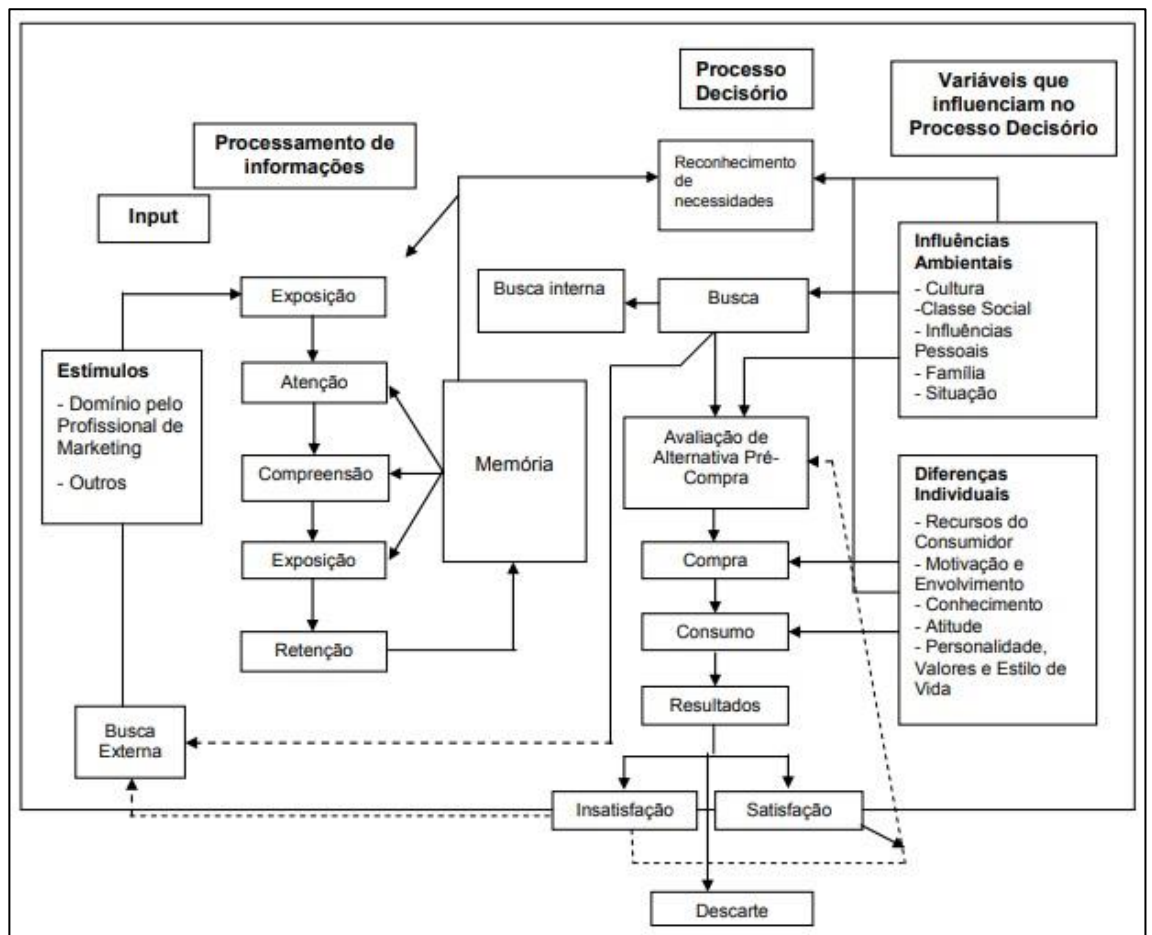 Processo
Decisório
Variáveis que
influenciam no
Processo Decisório
Processamento de
informações
Input
Reconhecimento
de
necessidades
Influências
Ambientais
- Cultura
-Classe Social
- Influências
Pessoais
- Família
- Situação
Exposição
Busca interna
Busca
Estímulos
- Domínio pelo
Profissional de
Marketing
- Outros
Atenção
Memória
Avaliação de
Alternativa Pré-
Compra
Compreensão
Diferenças
Individuais
- Recursos do
Consumidor
- Motivação e
Envolvimento
- Conhecimento
- Atitude
- Personalidade,
Valores e Estilo de
Vida
Exposição
Compra
Retenção
Consumo
Resultados
Busca
Externa
Insatisfação
Satisfação
Descarte